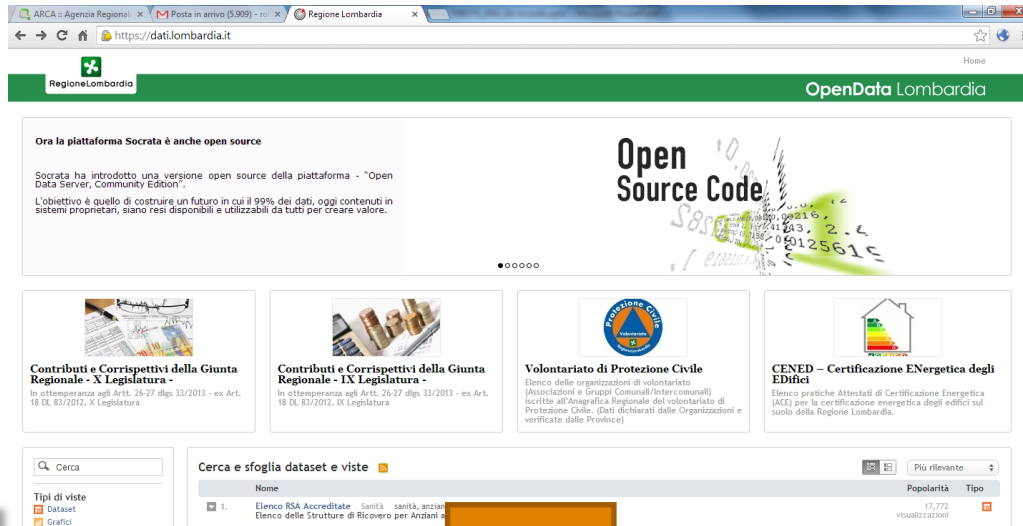 ARCA :: Agenzia Regional
Posta in arrivo (5.909) - ro
Regione Lombardia
https://dati.lombardia.it
Home
RegioneLombardia
OpenData Lombardia
Ora la piattaforma Socrata è anche open source
Socrata ha introdotto una versione open source della piattaforma - "Open
Data Server, Community Edition".
L'obiettivo è quello di costruire un futuro in cui il 99% dei dati, oggi contenuti in
sistemi proprietari, siano resi disponibili e utilizzabili da tutti per creare valore.
Open
Source Code
Protezione Civile
Volontariato
RegioneLombardia
Contributi e Corrispettivi della Giunta
Regionale - X Legislatura -
In ottemperanza agli Artt. 26-27 dlgs 33/2013 - ex Art.
18 DL 83/2012. X Legislatura
Contributi e Corrispettivi della Giunta
Regionale - IX Legislatura -
In ottemperanza agli Artt. 26-27 dlgs 33/2013 - ex Art.
18 DL 83/2012. IX Legislatura
Volontariato di Protezione Civile
Elenco delle organizzazioni di volontariato
(Associazioni e Gruppi Comunali/Intercomunali)
iscritte all'Anagrafica Regionale del volontariato di
Protezione Civile. (Dati dichiarati dalle Organizzazioni e
verificate dalle Province)
CENED – Certificazione ENergetica degli
EDifici
Elenco pratiche Attestati di Certificazione Energetica
(ACE) per la certificazione energetica degli edifici sul
suolo della Regione Lombardia.
Cerca
Cerca e sfoglia dataset e viste
Più rilevante
Tipi di viste
Dataset
Grafici
Nome
Popolarità
Tipo
1.
Elenco RSA Accreditate Sanità sanità, anzian
Elenco delle Strutture di Ricovero per Anziani a
17,772
visualizzazioni